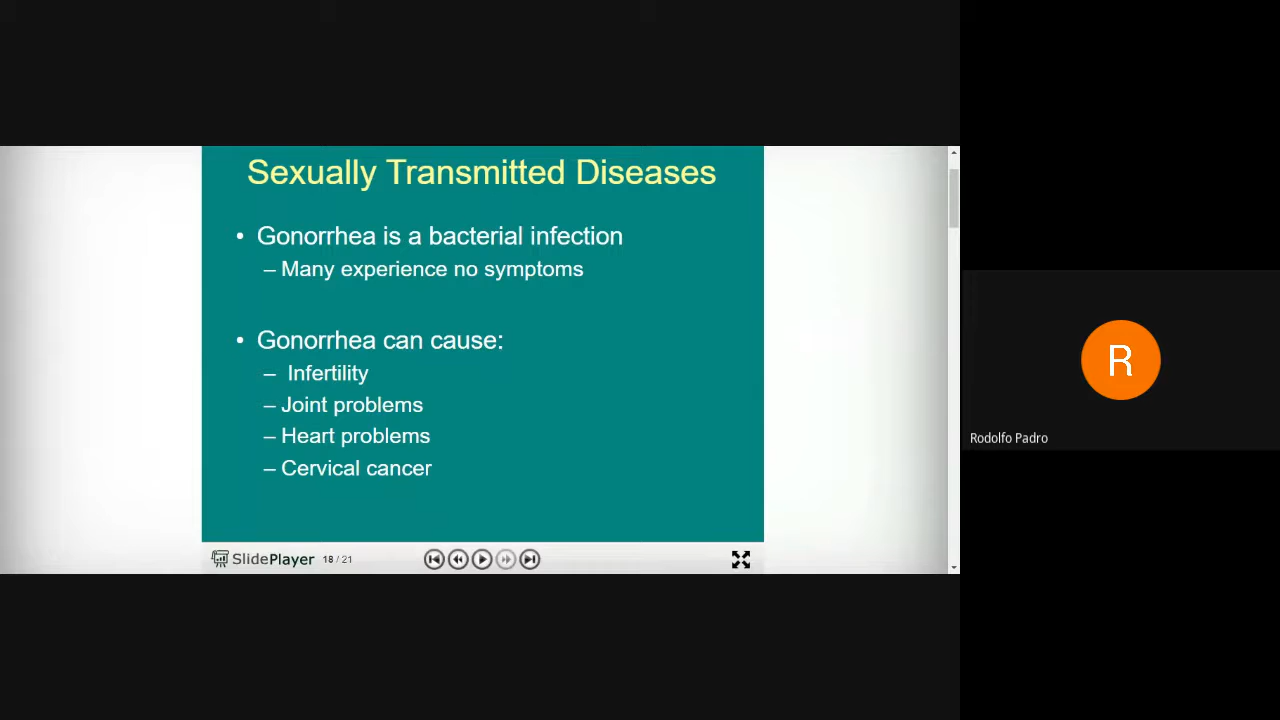 Sexually Transmitted Diseases
• Gonorrhea is a bacterial infection
– Many experience no symptoms
• Gonorrhea can cause:
– Infertility
– Joint problems
– Heart problems
– Cervical cancer
SlidePlayer 18 / 21
R
Rodolfo Padro